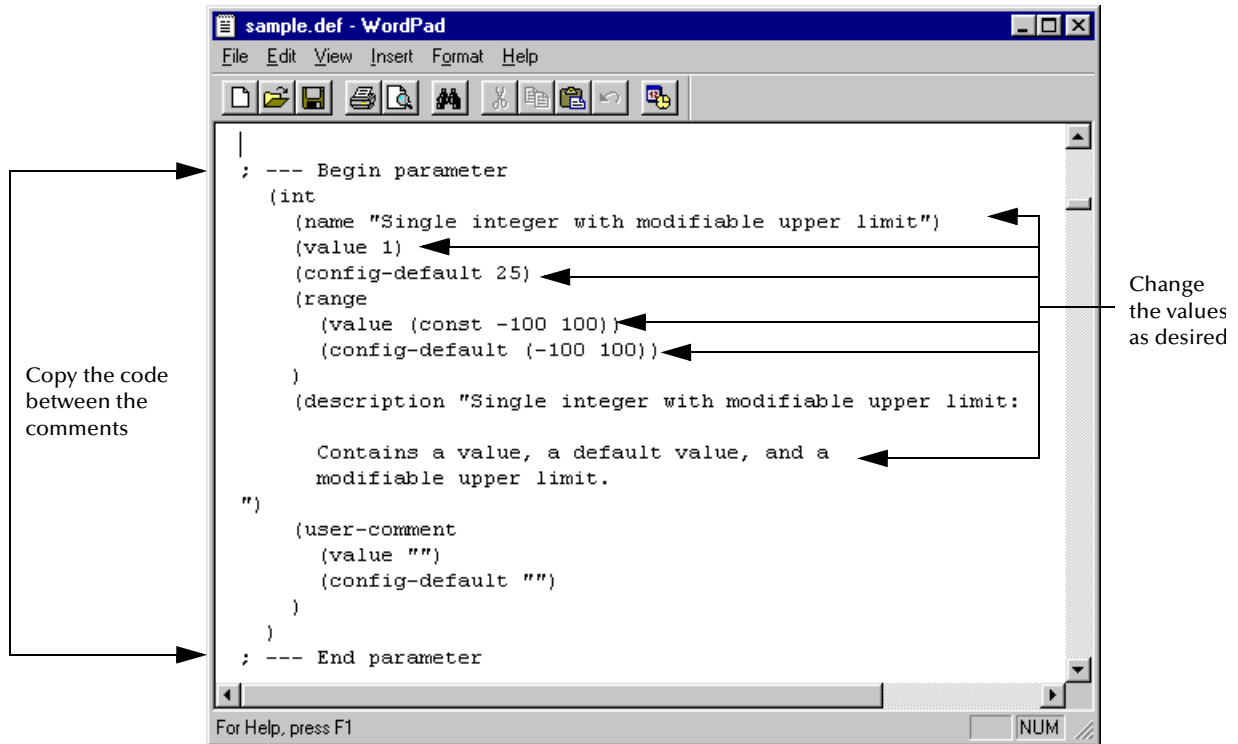 sample.def - WordPad
File Edit View Insert Format Help
; --- Begin parameter
(int
(name "Single integer with modifiable upper limit")
(value 1)
(config-default 25)
(range
(value (const -100 100))
(config-default (-100 100))
)
(description "Single integer with modifiable upper limit:
Contains a value, a default value, and a
modifiable upper limit.
")
(user-comment
(value "")
(config-default "")
)
)
; --- End parameter
For Help, press F1
NUM
Copy the code
between the
comments
Change
the values
as desired